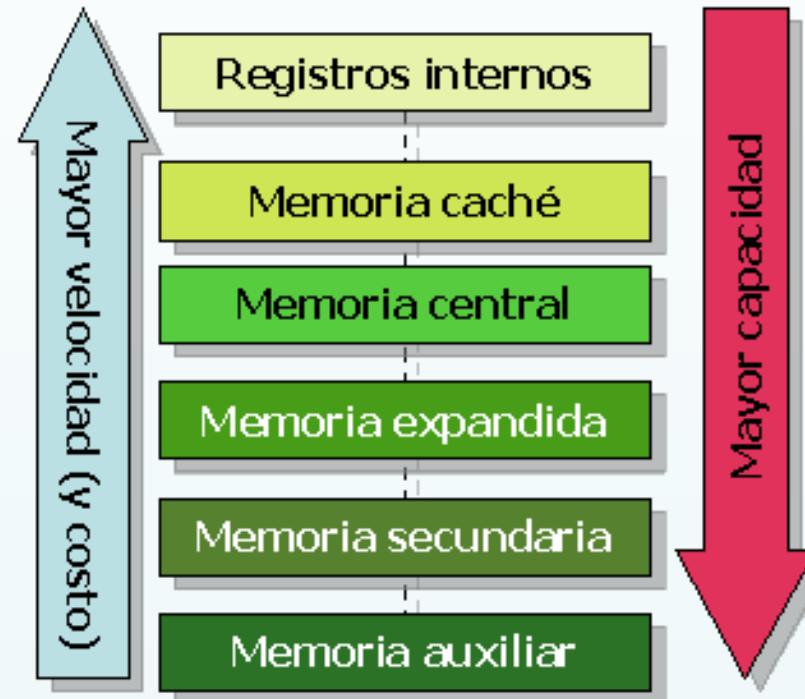 Mayor velocidad (y costo)
Registros internos
Memoria caché
Memoria central
Memoria expandida
Memoria secundaria
Memoria auxiliar
Mayor capacidad